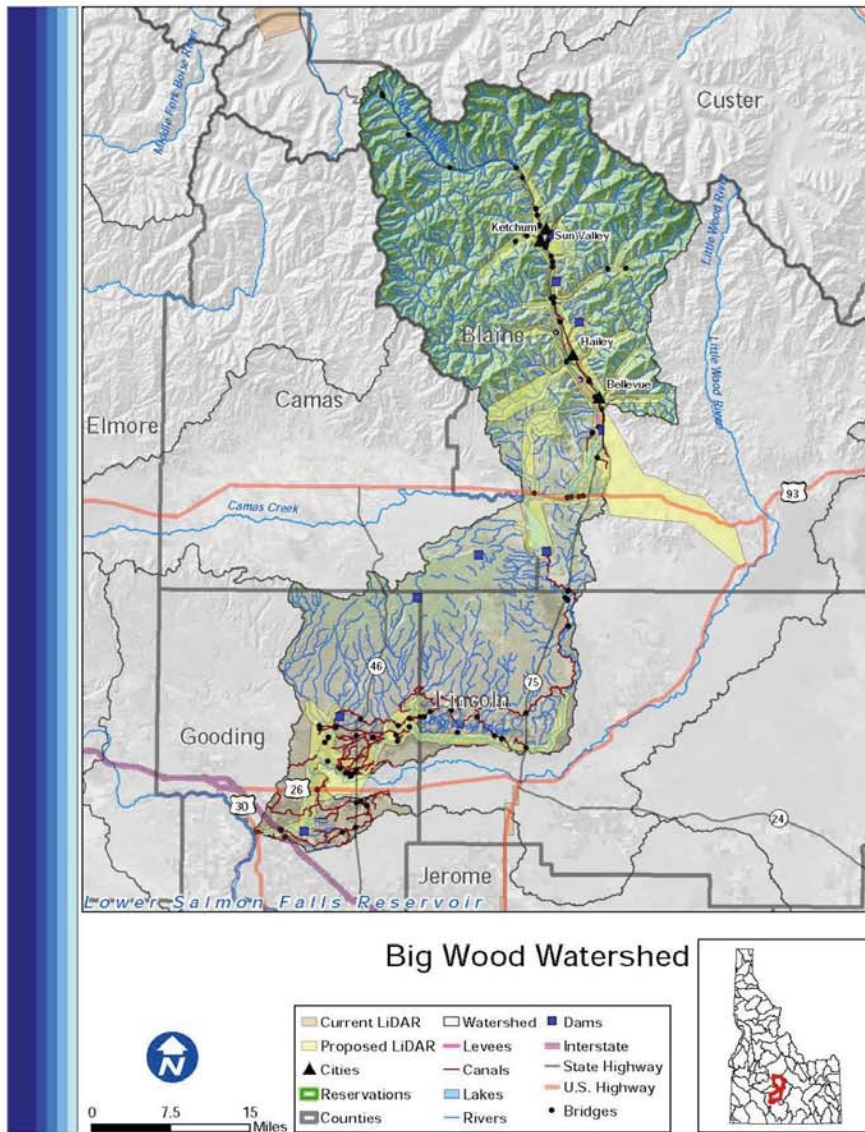 Custer
Middle Fork Boise River
Ketchum
Sun Valley
Little Wood River
Blaine
Hailey
Little Wood River
Camas
Bellevue
Elmore
93
Camas Creek
46
75
Lincoln
Gooding
26
30
24
Jerome
Lower Salmon Falls Reservoir
Big Wood Watershed
Current LiDAR
Watershed
Dams
Proposed LiDAR
Levees
Interstate
Cities
Canals
State Highway
Reservations
Lakes
U.S. Highway
Counties
Rivers
Bridges
N
0 7.5 15
Miles